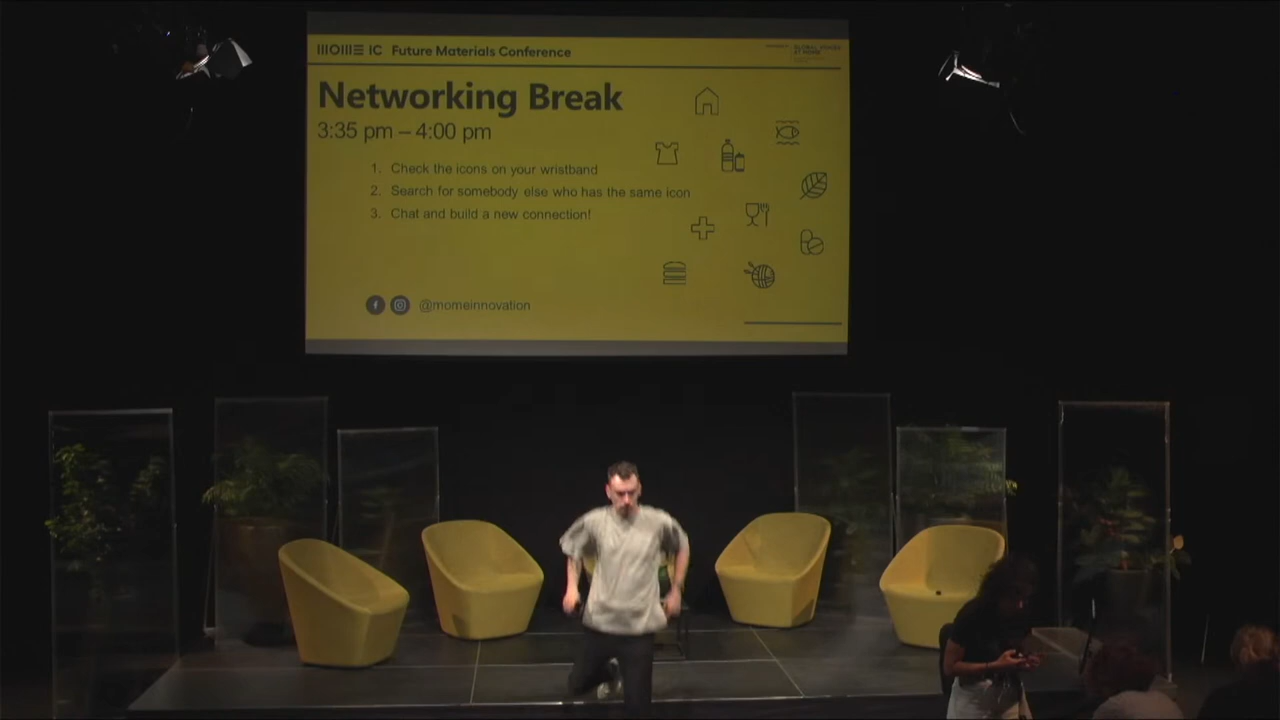 MOME IC Future Materials Conference
Networking Break
3:35 pm – 4:00 pm
1. Check the icons on your wristband
2. Search for somebody else who has the same icon
3. Chat and build a new connection!
@momeinnovation